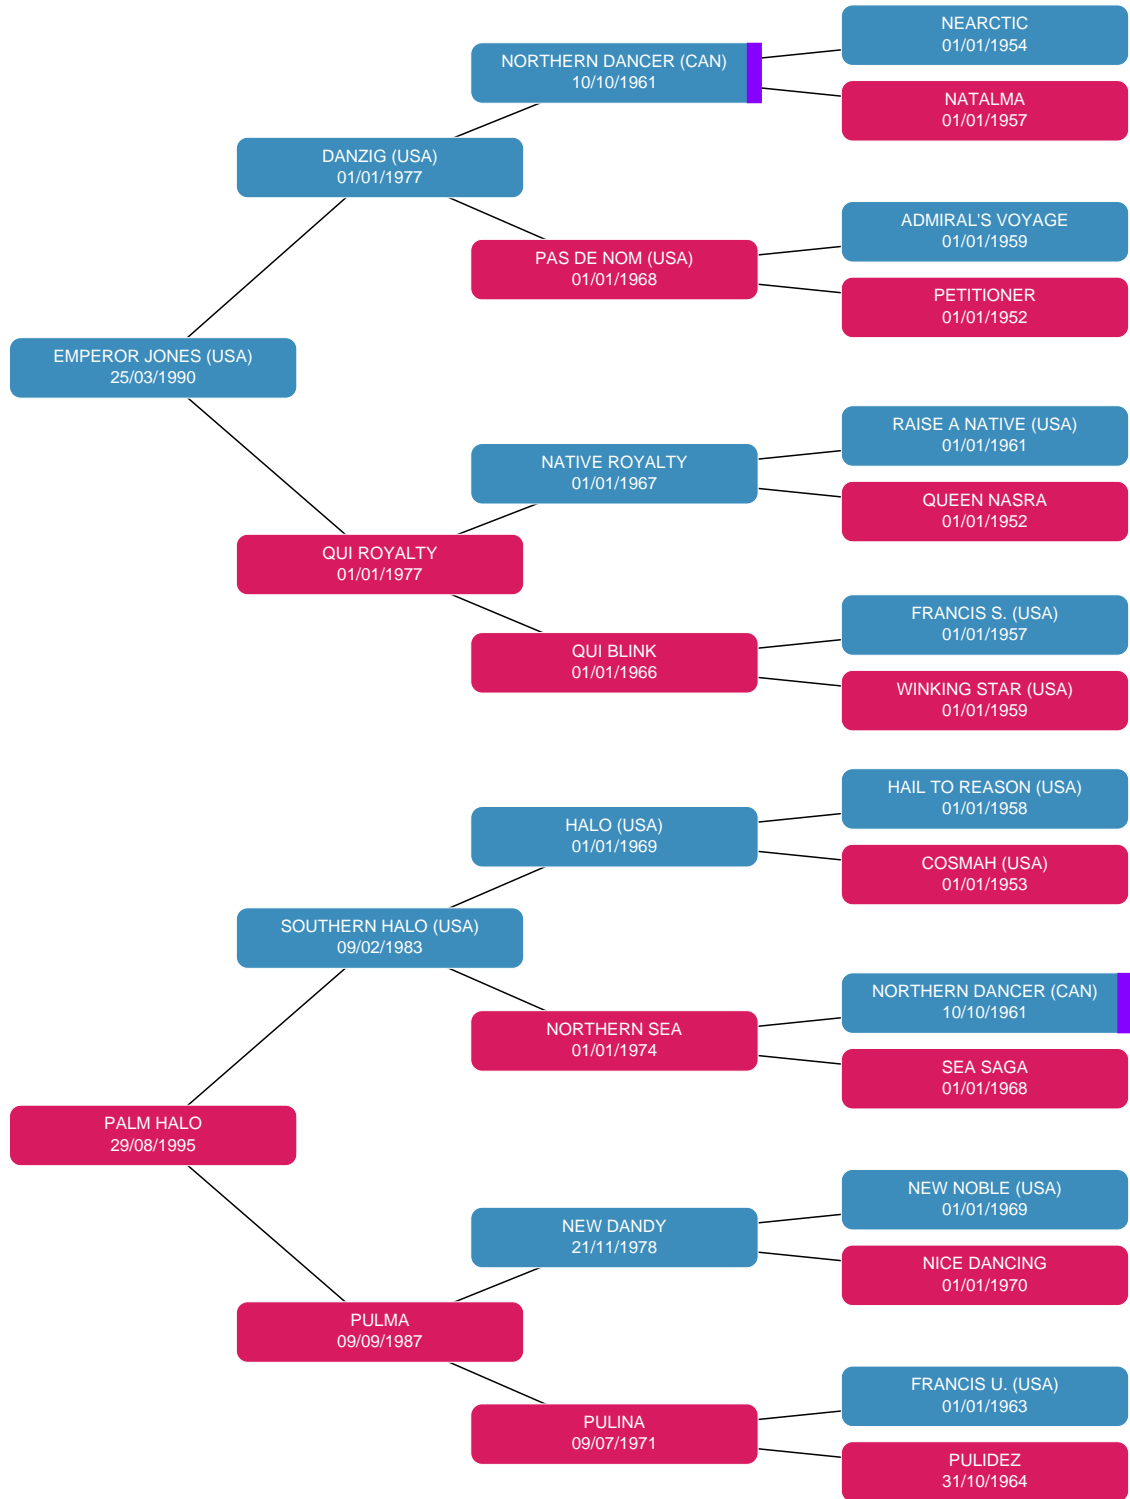 NEARCTIC
01/01/1954
NORTHERN DANCER (CAN)
10/10/1961
NATALMA
01/01/1957
DANZIG (USA)
01/01/1977
ADMIRAL'S VOYAGE
01/01/1959
PAS DE NOM (USA)
01/01/1968
PETITIONER
01/01/1952
EMPEROR JONES (USA)
25/03/1990
RAISE A NATIVE (USA)
01/01/1961
NATIVE ROYALTY
01/01/1967
QUEEN NASRA
01/01/1952
QUI ROYALTY
01/01/1977
FRANCIS S. (USA)
01/01/1957
QUI BLINK
01/01/1966
WINKING STAR (USA)
01/01/1959
HAIL TO REASON (USA)
01/01/1958
HALO (USA)
01/01/1969
COSMAH (USA)
01/01/1953
SOUTHERN HALO (USA)
09/02/1983
NORTHERN DANCER (CAN)
10/10/1961
NORTHERN SEA
01/01/1974
SEA SAGA
01/01/1968
PALM HALO
29/08/1995
NEW NOBLE (USA)
01/01/1969
NEW DANDY
21/11/1978
NICE DANCING
01/01/1970
PULMA
09/09/1987
FRANCIS U. (USA)
01/01/1963
PULINA
09/07/1971
PULIDEZ
31/10/1964